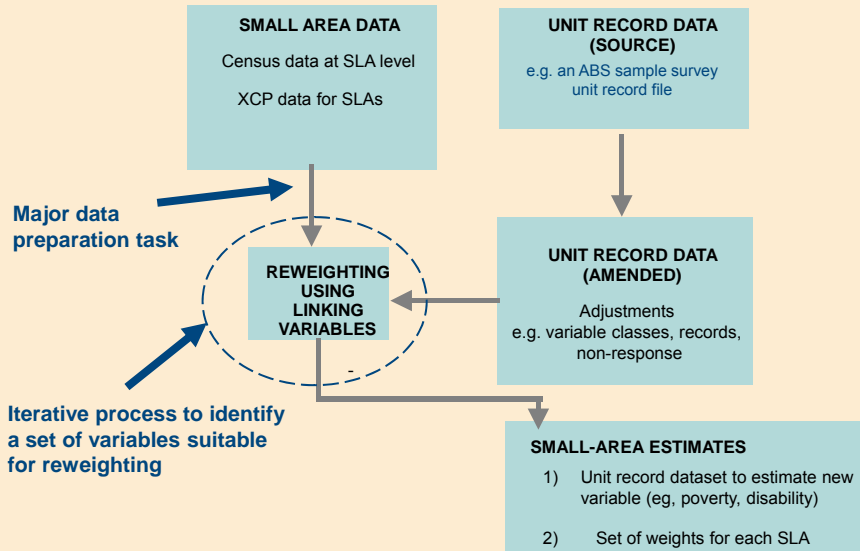 SMALL AREA DATA
Census data at SLA level
XCP data for SLAs
UNIT RECORD DATA
(SOURCE)
e.g. an ABS sample survey
unit record file
Major data
preparation task
REWEIGHTING
USING
LINKING
VARIABLES
-
UNIT RECORD DATA
(AMENDED)
Adjustments
e.g. variable classes, records,
non-response
Iterative process to identify
a set of variables suitable
for reweighting
SMALL-AREA ESTIMATES
1) Unit record dataset to estimate new
variable (eg, poverty, disability)
2) Set of weights for each SLA